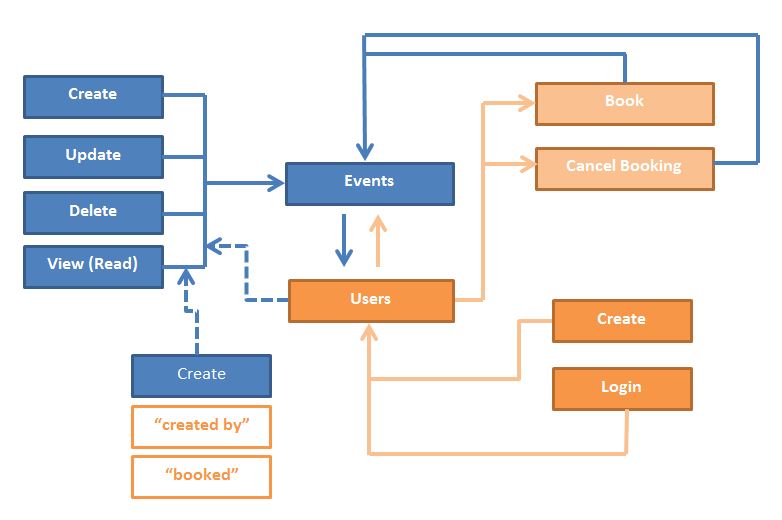 Create
Update
Delete
View (Read)
Events
Users
Book
Cancel Booking
Create
Login
Create
“created by”
“booked”